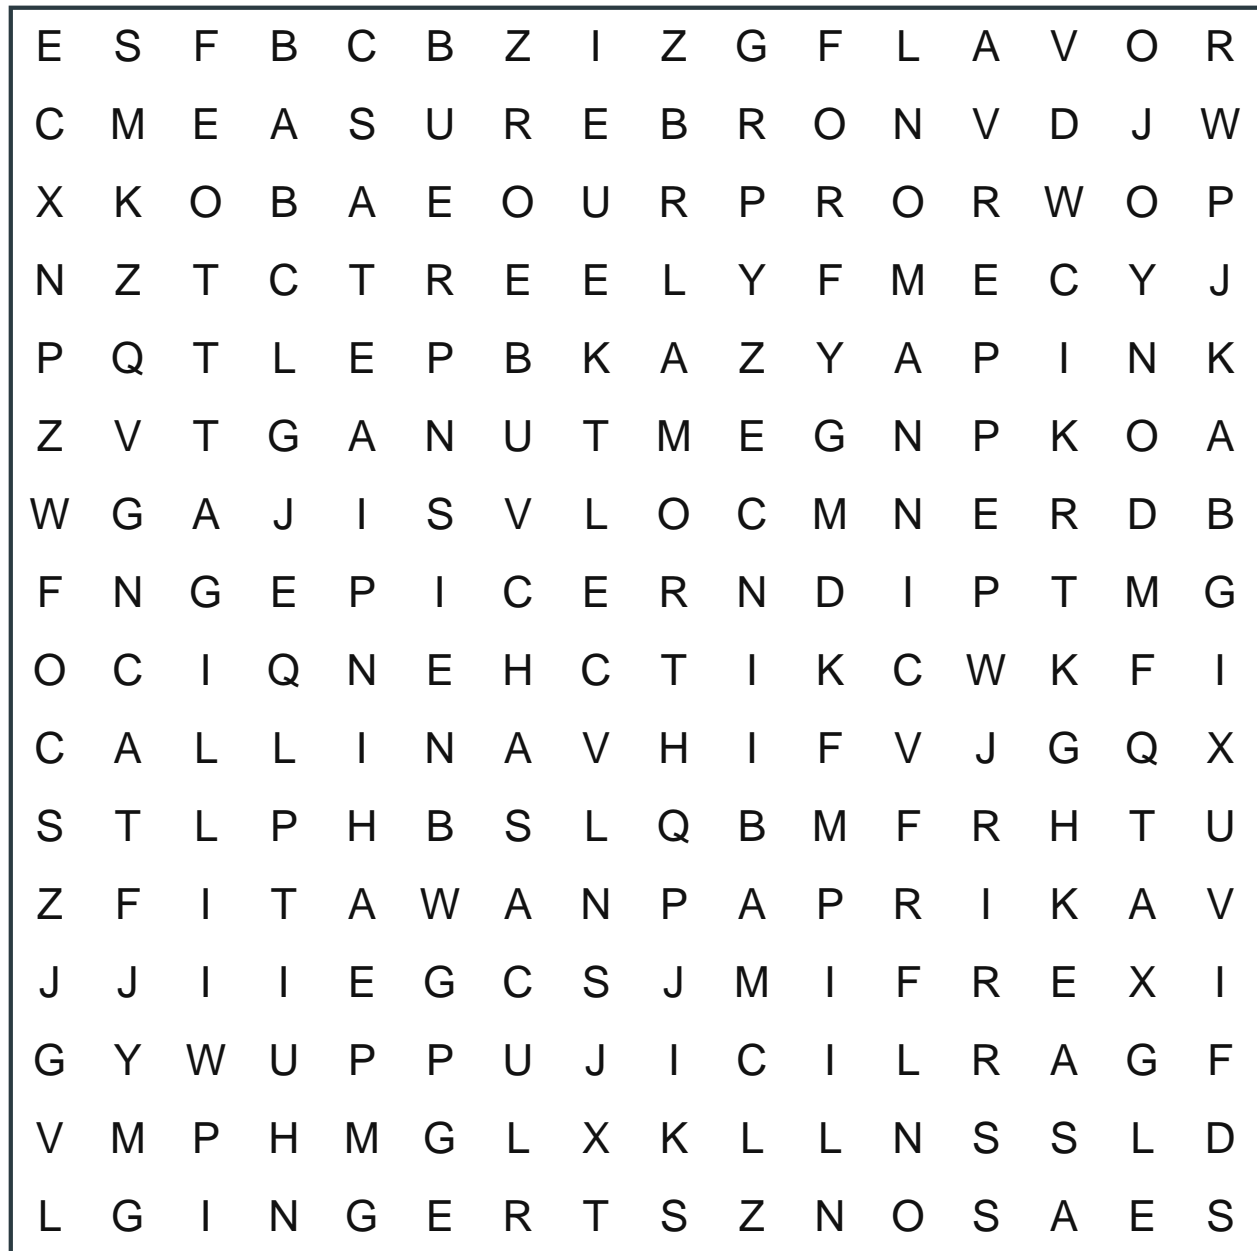 E S F B C B Z I Z G F L A V O R
C M E A S U R E B R O N V D J W
X K O B A E O U R P R O R W O P
N Z T C T R E E L Y F M E C Y J
P Q T L E P B K A Z Y A P I N K
Z V T G A N U T M E G N P K O A
W G A J I S V L O C M N E R D B
F N G E P I C E R N D I P T M G
O C I Q N E H C T I K C W K F I
C A L L I N A V H I F V J G Q X
S T L P H B S L Q B M F R H T U
Z F I T A W A N P A P R I K A V
J J I I E G C S J M I F R E X I
G Y W U P P U J I C I L R A G F
V M P H M G L X K L L N S S L D
L G I N G E R T S Z N O S A E S